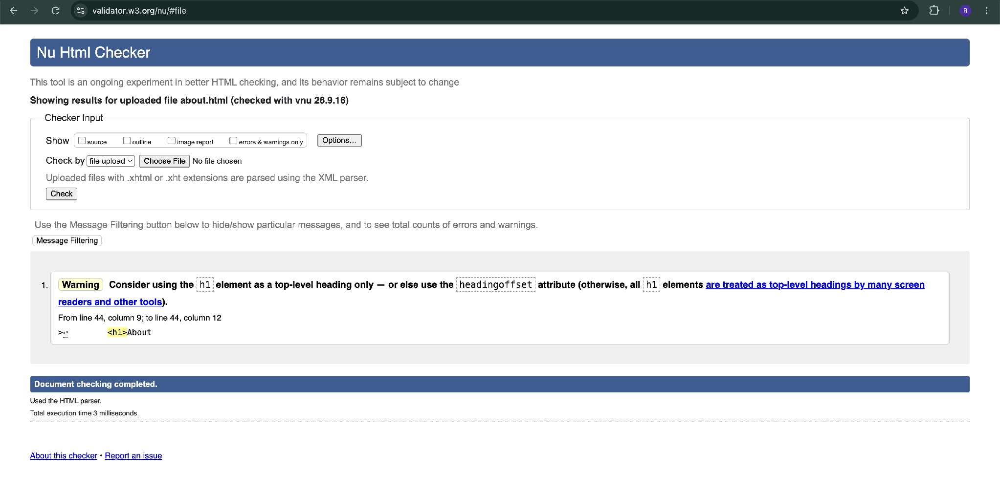 validator.w3.org/nu/#file
R
Nu Html Checker
This tool is an ongoing experiment in better HTML checking, and its behavior remains subject to change
Showing results for uploaded file about.html (checked with vnu 26.9.16)
Checker Input
Show source outline image report errors & warnings only Options...
Check by file upload Choose File No file chosen
Uploaded files with .xhtml or .xht extensions are parsed using the XML parser.
Check
Use the Message Filtering button below to hide/show particular messages, and to see total counts of errors and warnings.
Message Filtering
1. Warning Consider using the h1 element as a top-level heading only — or else use the headingoffset attribute (otherwise, all h1 elements are treated as top-level headings by many screen
readers and other tools).
From line 44, column 9; to line 44, column 12
>↩ <h1>About
Document checking completed.
Used the HTML parser.
Total execution time 3 milliseconds.
About this checker • Report an issue